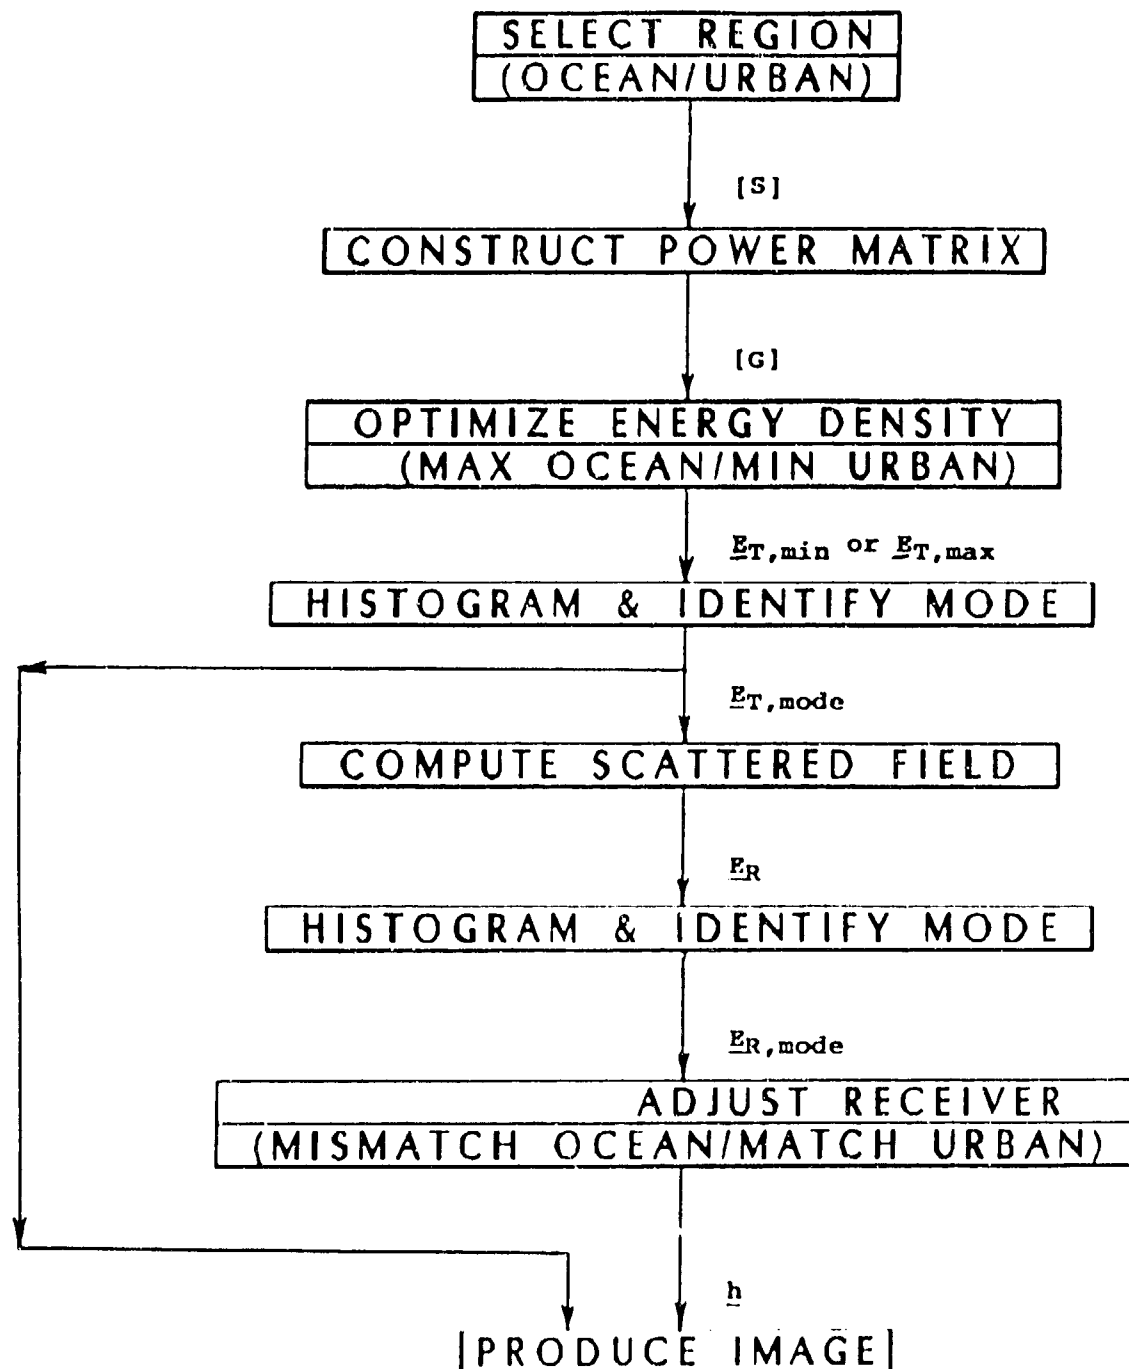 SELECT REGION
(OCEAN/URBAN)
[S]
CONSTRUCT POWER MATRIX
[G]
OPTIMIZE ENERGY DENSITY
(MAX OCEAN/MIN URBAN)
E_T,min or E_T,max
HISTOGRAM & IDENTIFY MODE
E_T,mode
COMPUTE SCATTERED FIELD
E_R
HISTOGRAM & IDENTIFY MODE
E_R,mode
ADJUST RECEIVER
(MISMATCH OCEAN/MATCH URBAN)
h
PRODUCE IMAGE